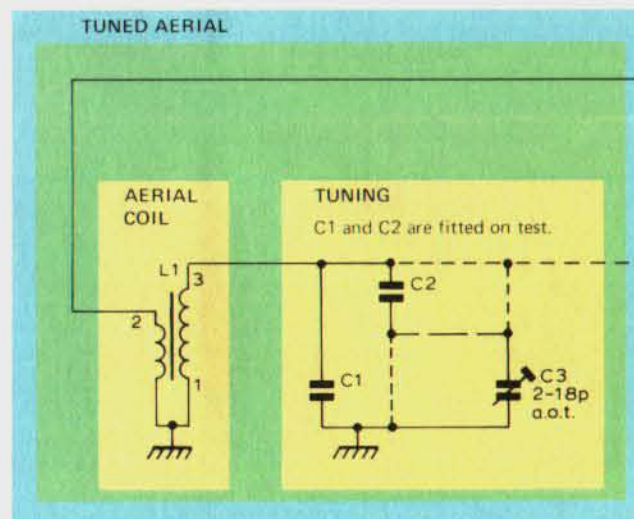 TUNED AERIAL
AERIAL
COIL
L1
3
2
1
TUNING
C1 and C2 are fitted on test.
C2
C1
C3
2-18p
a.o.t.